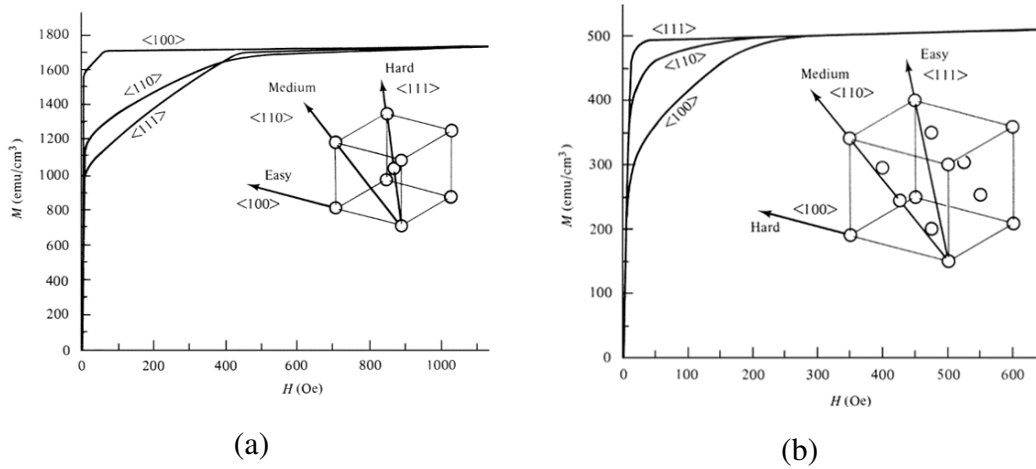 1800
1600
1400
1200
1000
800
600
400
200
0
M (emu/cm³)
<100>
<110>
<111>
Hard
<111>
Medium
<110>
Easy
<100>
0 200 400 600 800 1000
H (Oe)
(a)
500
400
300
200
100
0
M (emu/cm³)
<111>
<110>
<100>
Easy
<111>
Medium
<110>
<100>
Hard
0 100 200 300 400 500 600
H (Oe)
(b)